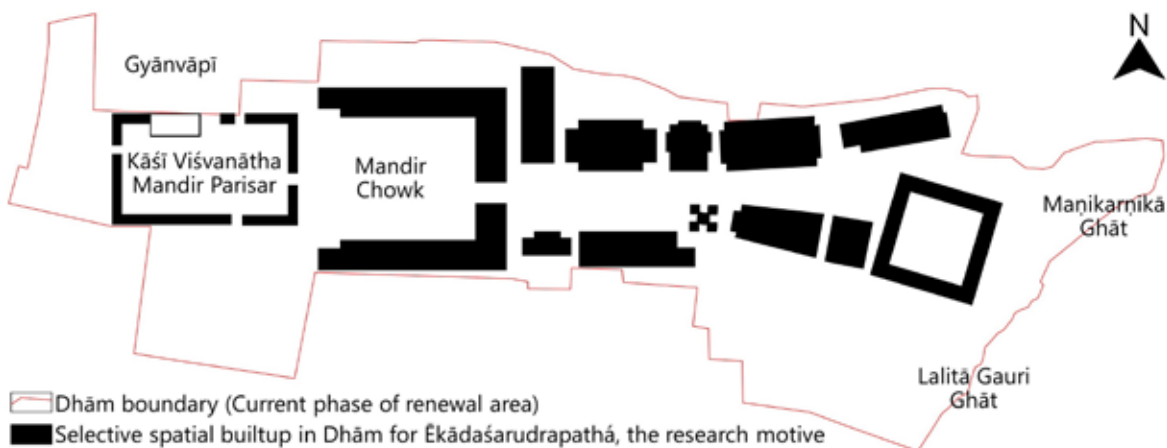 N
Gyānvāpī
Kāśī Viśvanātha
Mandir Parisar
Mandir
Chowk
Maṇikarṇikā
Ghāt
Lalitā Gauri
Ghāt
Dhām boundary (Current phase of renewal area)
Selective spatial builtup in Dhām for Ēkādaśarudrapathá, the research motive